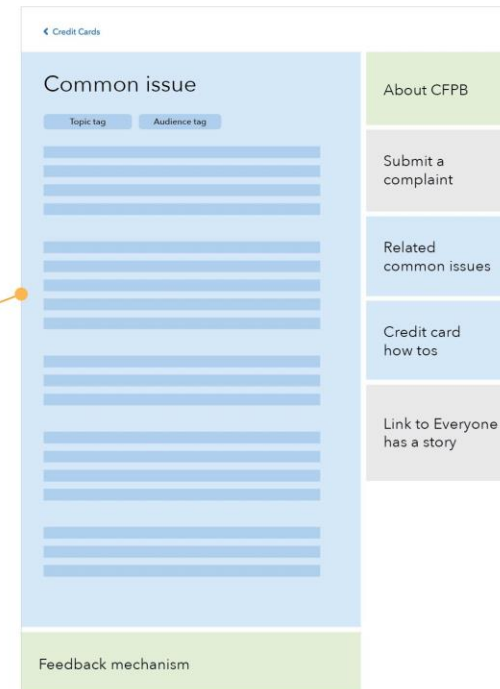 Credit Cards
Common issue
Topic tag
Audience tag
About CFPB
Submit a
complaint
Related
common issues
Credit card
how tos
Link to Everyone
has a story
Feedback mechanism